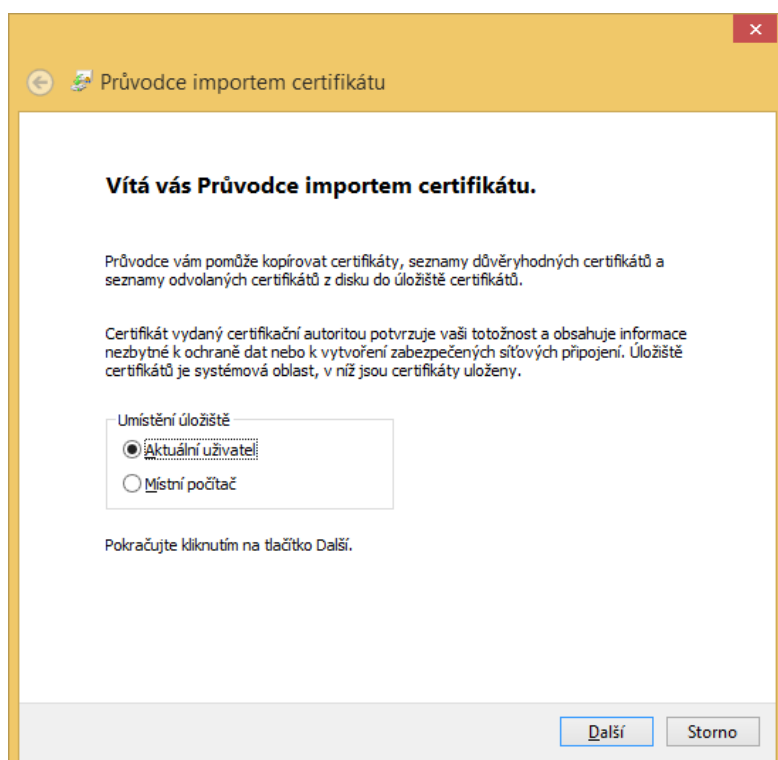 Průvodce importem certifikátu
Vítá vás Průvodce importem certifikátu.
Průvodce vám pomůže kopírovat certifikáty, seznamy důvěryhodných certifikátů a
seznamy odvolaných certifikátů z disku do úložiště certifikátů.
Certifikát vydaný certifikační autoritou potvrzuje vaši totožnost a obsahuje informace
nezbytné k ochraně dat nebo k vytvoření zabezpečených síťových připojení. Úložiště
certifikátů je systémová oblast, v níž jsou certifikáty uloženy.
Umístění úložiště
Aktuální uživatel
Místní počítač
Pokračujte kliknutím na tlačítko Další.
Další Storno